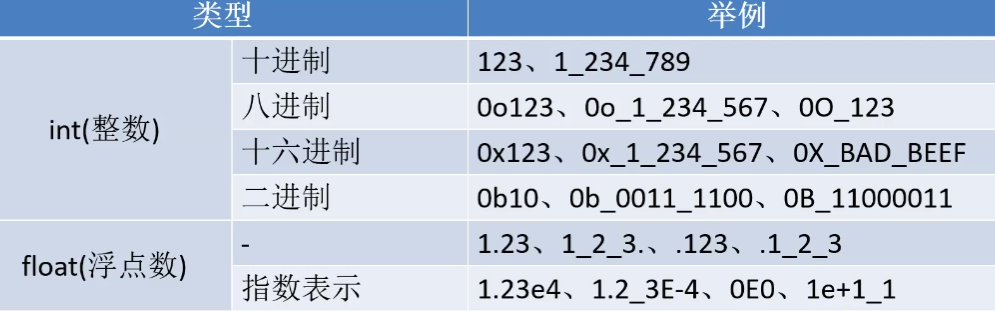 类型 举例
int(整数) 十进制 123、1_234_789
八进制 0o123、0o_1_234_567、0O_123
十六进制 0x123、0x_1_234_567、0X_BAD_BEEF
二进制 0b10、0b_0011_1100、0B_11000011
float(浮点数) - 1.23、1_2_3.、.123、.1_2_3
指数表示 1.23e4、1.2_3E-4、0E0、1e+1_1